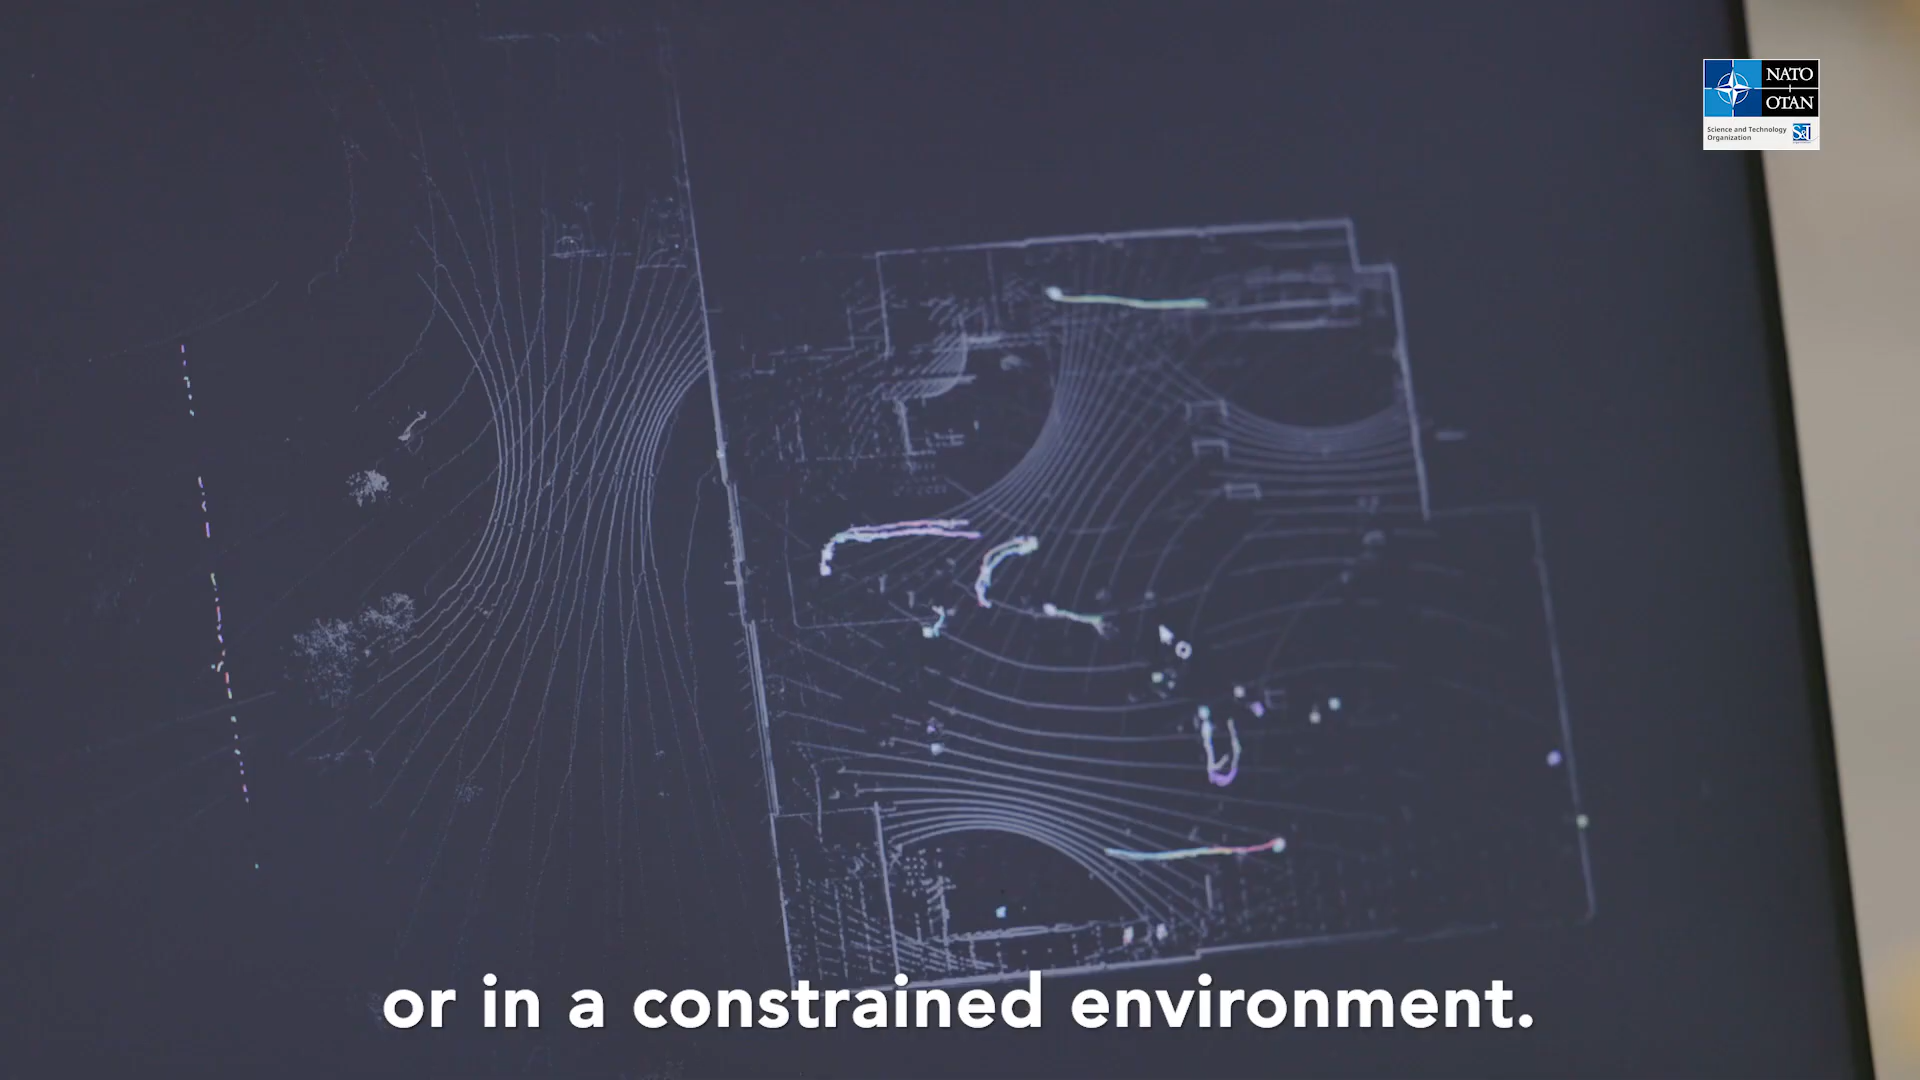 NATO
OTAN
Science and Technology
Organization
S&T
or in a constrained environment.